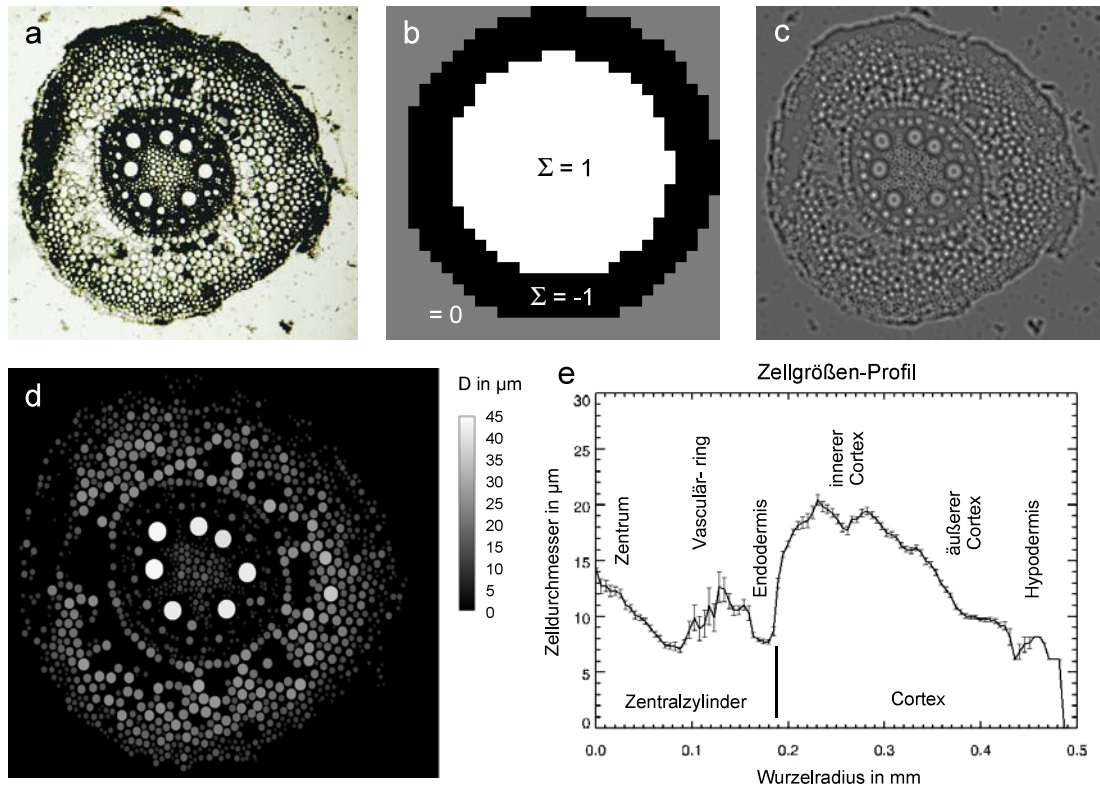 a
b
Σ = 1
Σ = -1
= 0
c
d
D in µm
45
40
35
30
25
20
15
10
5
0
e
Zellgrößen-Profil
Zelldurchmesser in µm
30
25
20
15
10
5
0
Zentrum
Vasculär- ring
Endodermis
innerer
Cortex
äußerer
Cortex
Hypodermis
Zentralzylinder
Cortex
0.0 0.1 0.2 0.3 0.4 0.5
Wurzelradius in mm